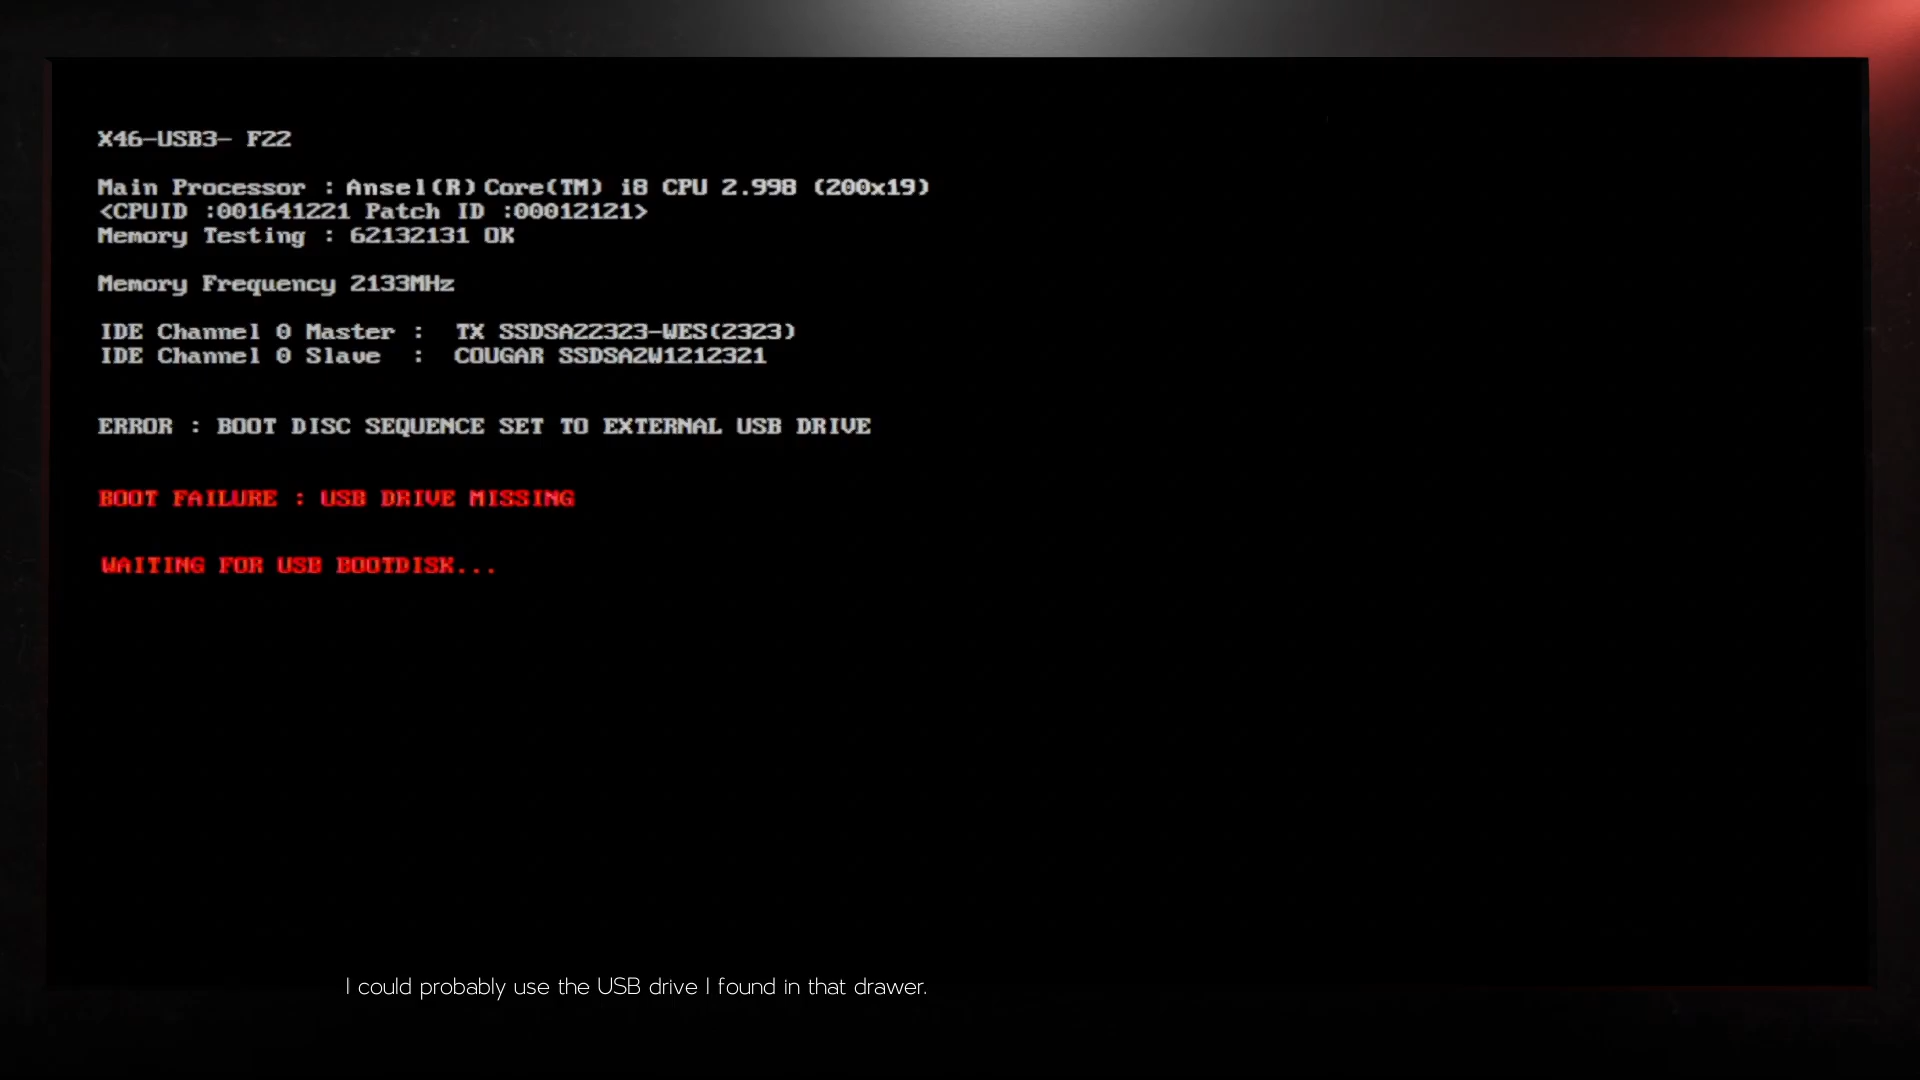 X46-USB3- F22
Main Processor : Ansel(R) Core(TM) i8 CPU 2.998 (200x19)
<CPUID :001641221 Patch ID :00012121>
Memory Testing : 62132131 OK
Memory Frequency 2133MHz
IDE Channel 0 Master : TX SSDSA22323-WES(2323)
IDE Channel 0 Slave : COUGAR SSDSA2W1212321
ERROR : BOOT DISC SEQUENCE SET TO EXTERNAL USB DRIVE
BOOT FAILURE : USB DRIVE MISSING
WAITING FOR USB BOOTDISK...
I could probably use the USB drive I found in that drawer.